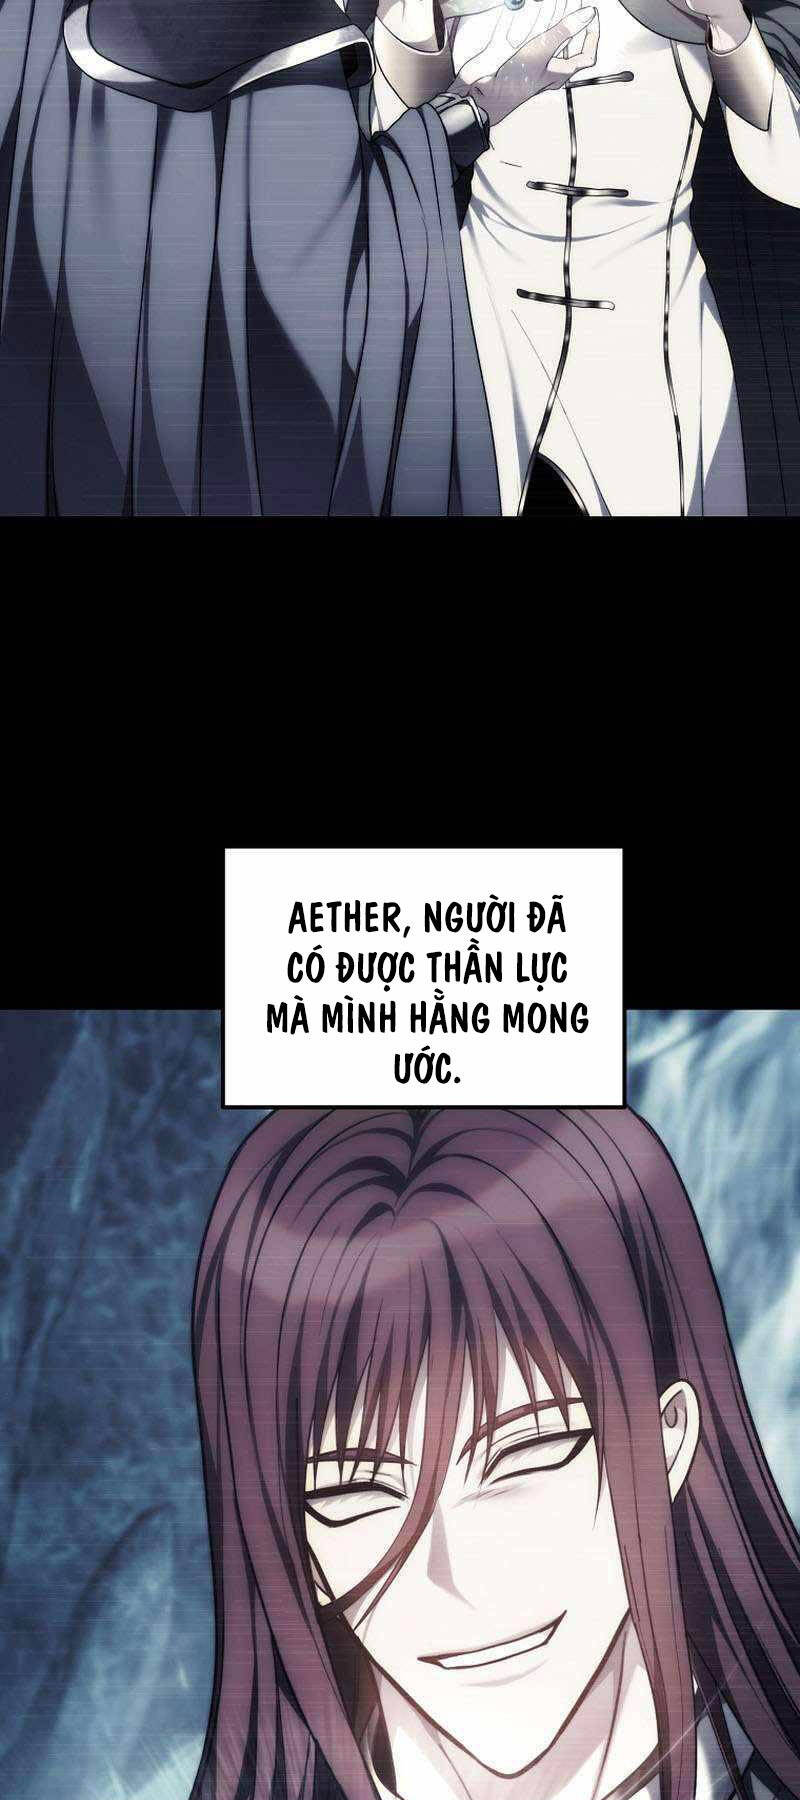 AETHER, NGƯỜI ĐÃ
CÓ ĐƯỢC THẦN LỰC
MÀ MÌNH HẰNG MONG
ƯỚC.